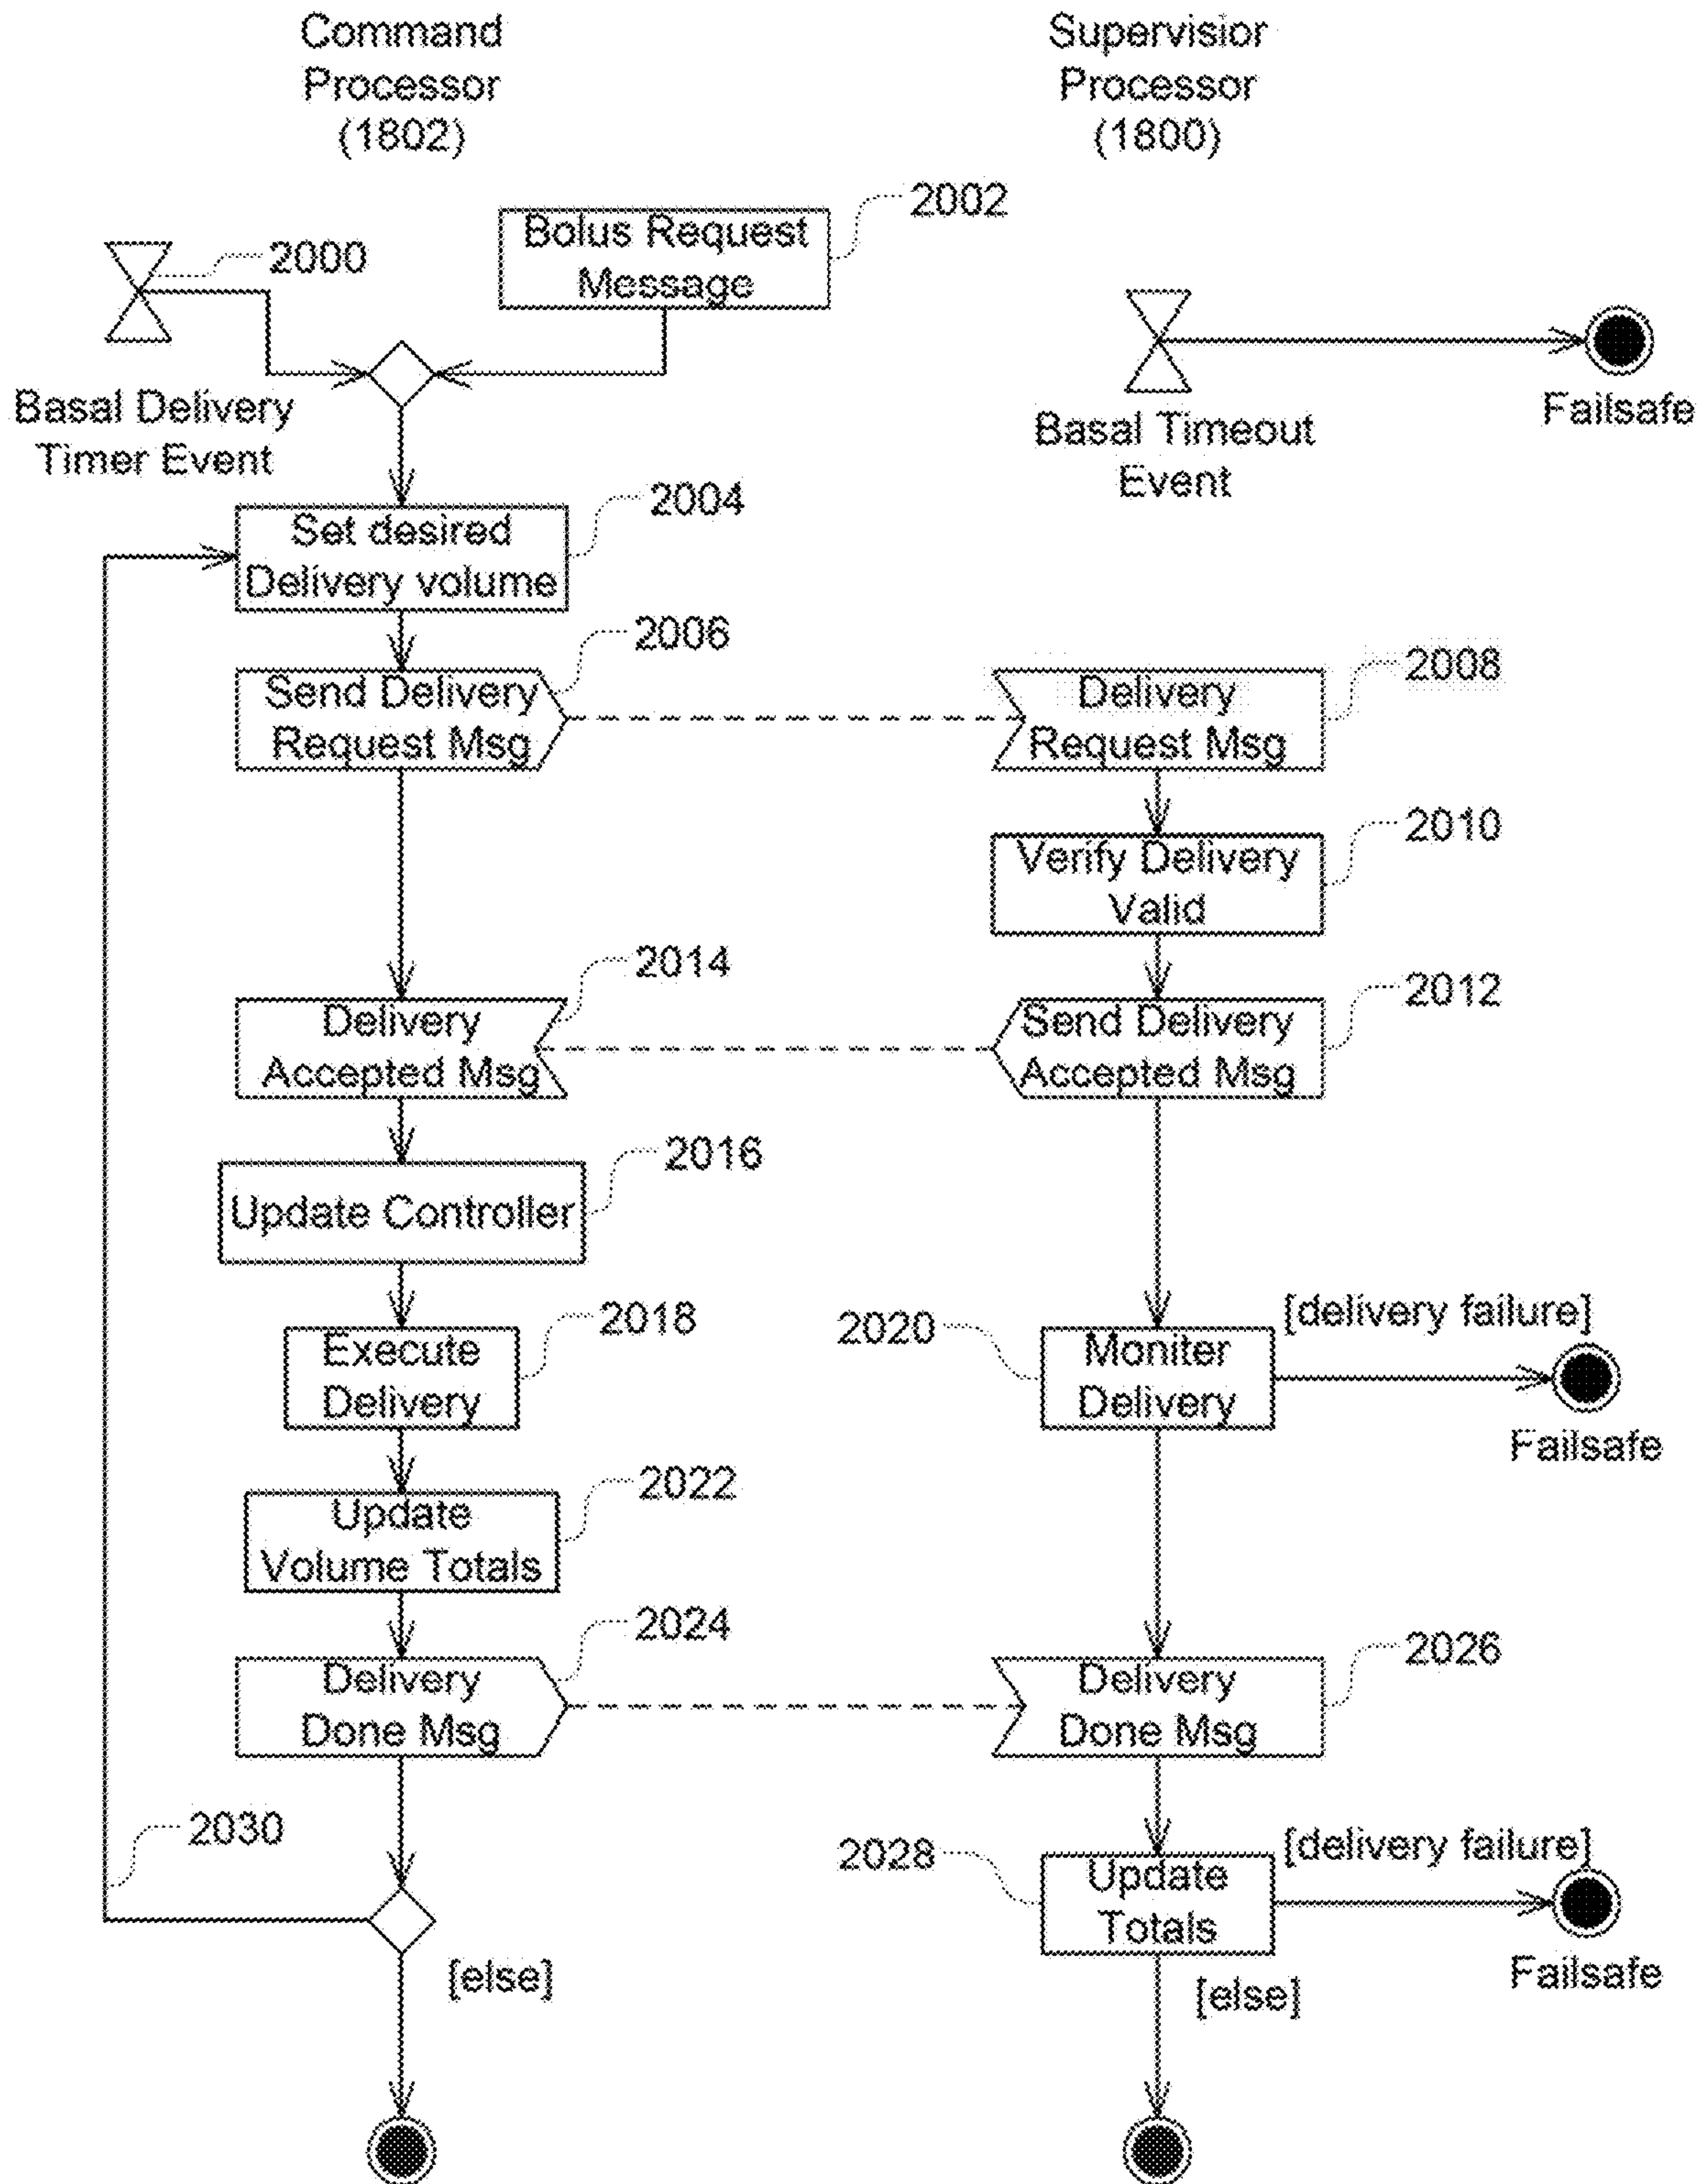 Command
Processor
(1802)
Supervisior
Processor
(1800)
2002
Bolus Request
Message
2000
Basal Delivery
Timer Event
Failsafe
Basal Timeout
Event
2004
Set desired
Delivery volume
2006
Send Delivery
Request Msg
2008
Delivery
Request Msg
2010
Verify Delivery
Valid
2014
Delivery
Accepted Msg
2012
Send Delivery
Accepted Msg
2016
Update Controller
2018
Execute
Delivery
2020
Moniter
Delivery
[delivery failure]
Failsafe
2022
Update
Volume Totals
2024
Delivery
Done Msg
2026
Delivery
Done Msg
2030
2028
Update
Totals
[delivery failure]
Failsafe
[else]
[else]